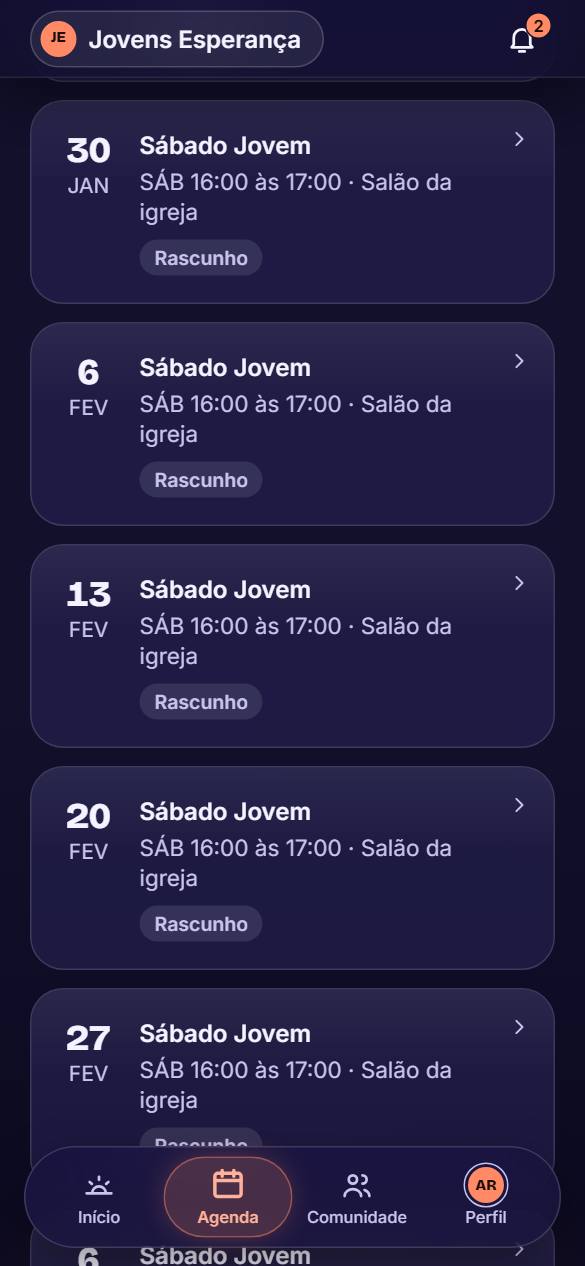 JE Jovens Esperança 2
30 Sábado Jovem
JAN SÁB 16:00 às 17:00 · Salão da
igreja
Rascunho
6 Sábado Jovem
FEV SÁB 16:00 às 17:00 · Salão da
igreja
Rascunho
13 Sábado Jovem
FEV SÁB 16:00 às 17:00 · Salão da
igreja
Rascunho
20 Sábado Jovem
FEV SÁB 16:00 às 17:00 · Salão da
igreja
Rascunho
27 Sábado Jovem
FEV SÁB 16:00 às 17:00 · Salão da
igreja
Rascunho
AR
Início Agenda Comunidade Perfil
6 Sábado Jovem